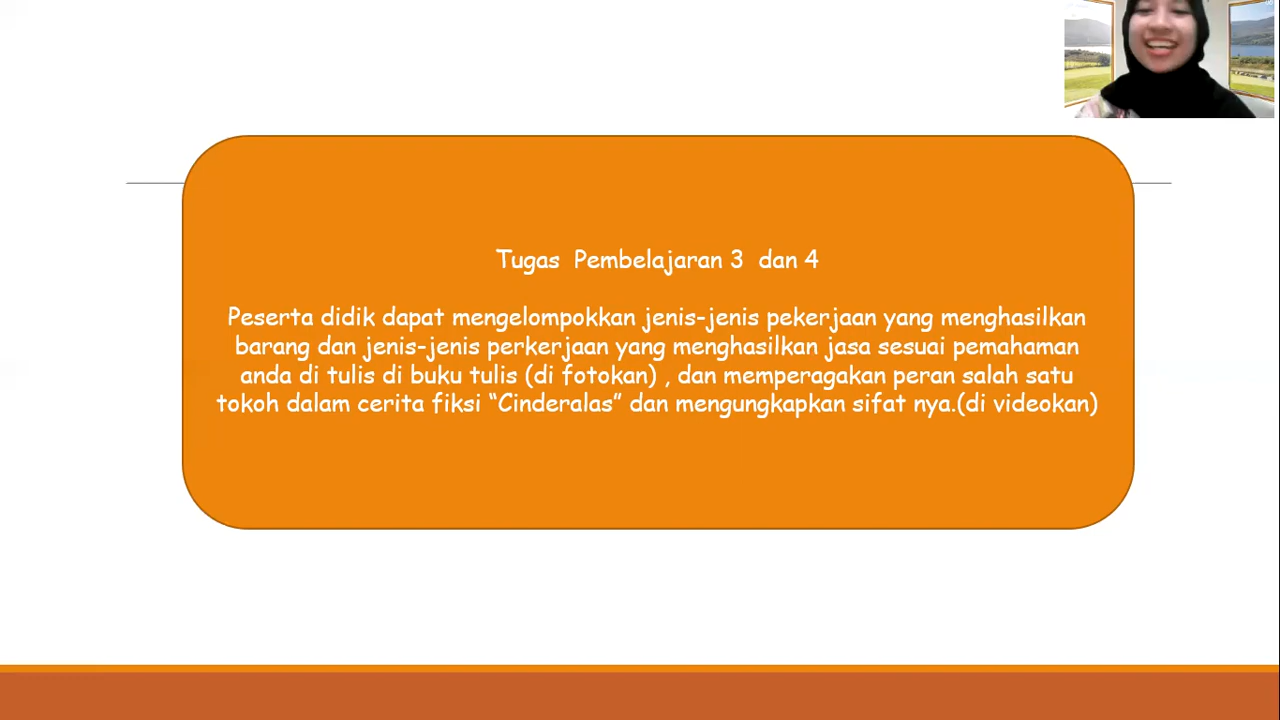 Tugas Pembelajaran 3 dan 4
Peserta didik dapat mengelompokkan jenis-jenis pekerjaan yang menghasilkan
barang dan jenis-jenis perkerjaan yang menghasilkan jasa sesuai pemahaman
anda di tulis di buku tulis (di fotokan) , dan memperagakan peran salah satu
tokoh dalam cerita fiksi “Cinderalas” dan mengungkapkan sifat nya.(di videokan)